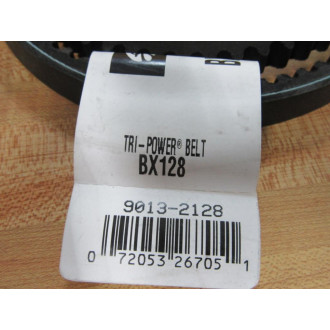 TRI-POWER® BELT
BX128
9013-2128
0 72053 26705 1